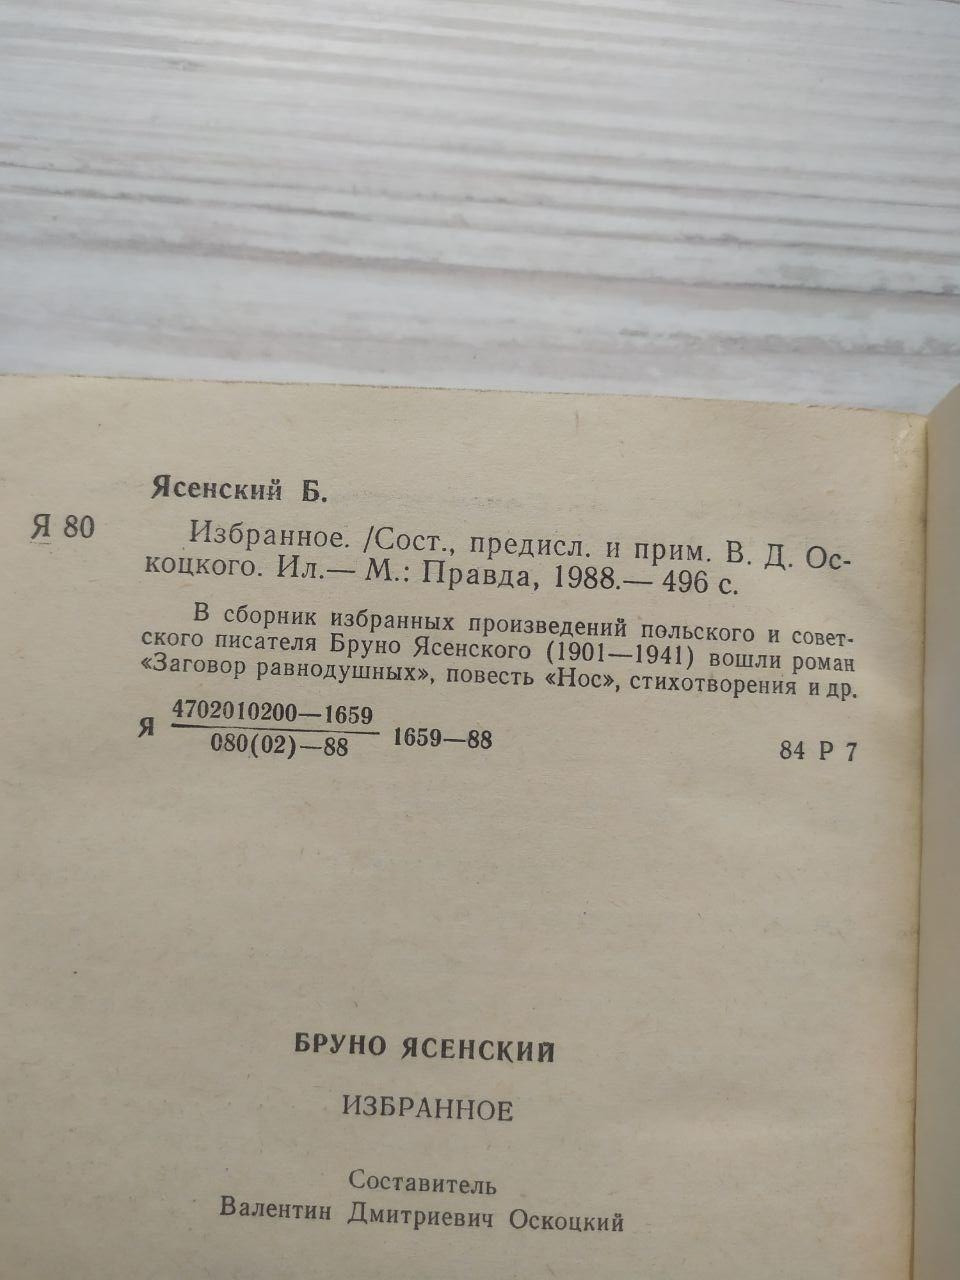 Ясенский Б.
Я 80
Избранное. /Сост., предисл. и прим. В. Д. Ос-
коцкого. Ил.— М.: Правда, 1988.— 496 с.
В сборник избранных произведений польского и совет-
ского писателя Бруно Ясенского (1901—1941) вошли роман
«Заговор равнодушных», повесть «Нос», стихотворения и др.
Я 4702010200—1659
080(02)—88 1659—88 84 Р 7
БРУНО ЯСЕНСКИЙ
ИЗБРАННОЕ
Составитель
Валентин Дмитриевич Оскоцкий